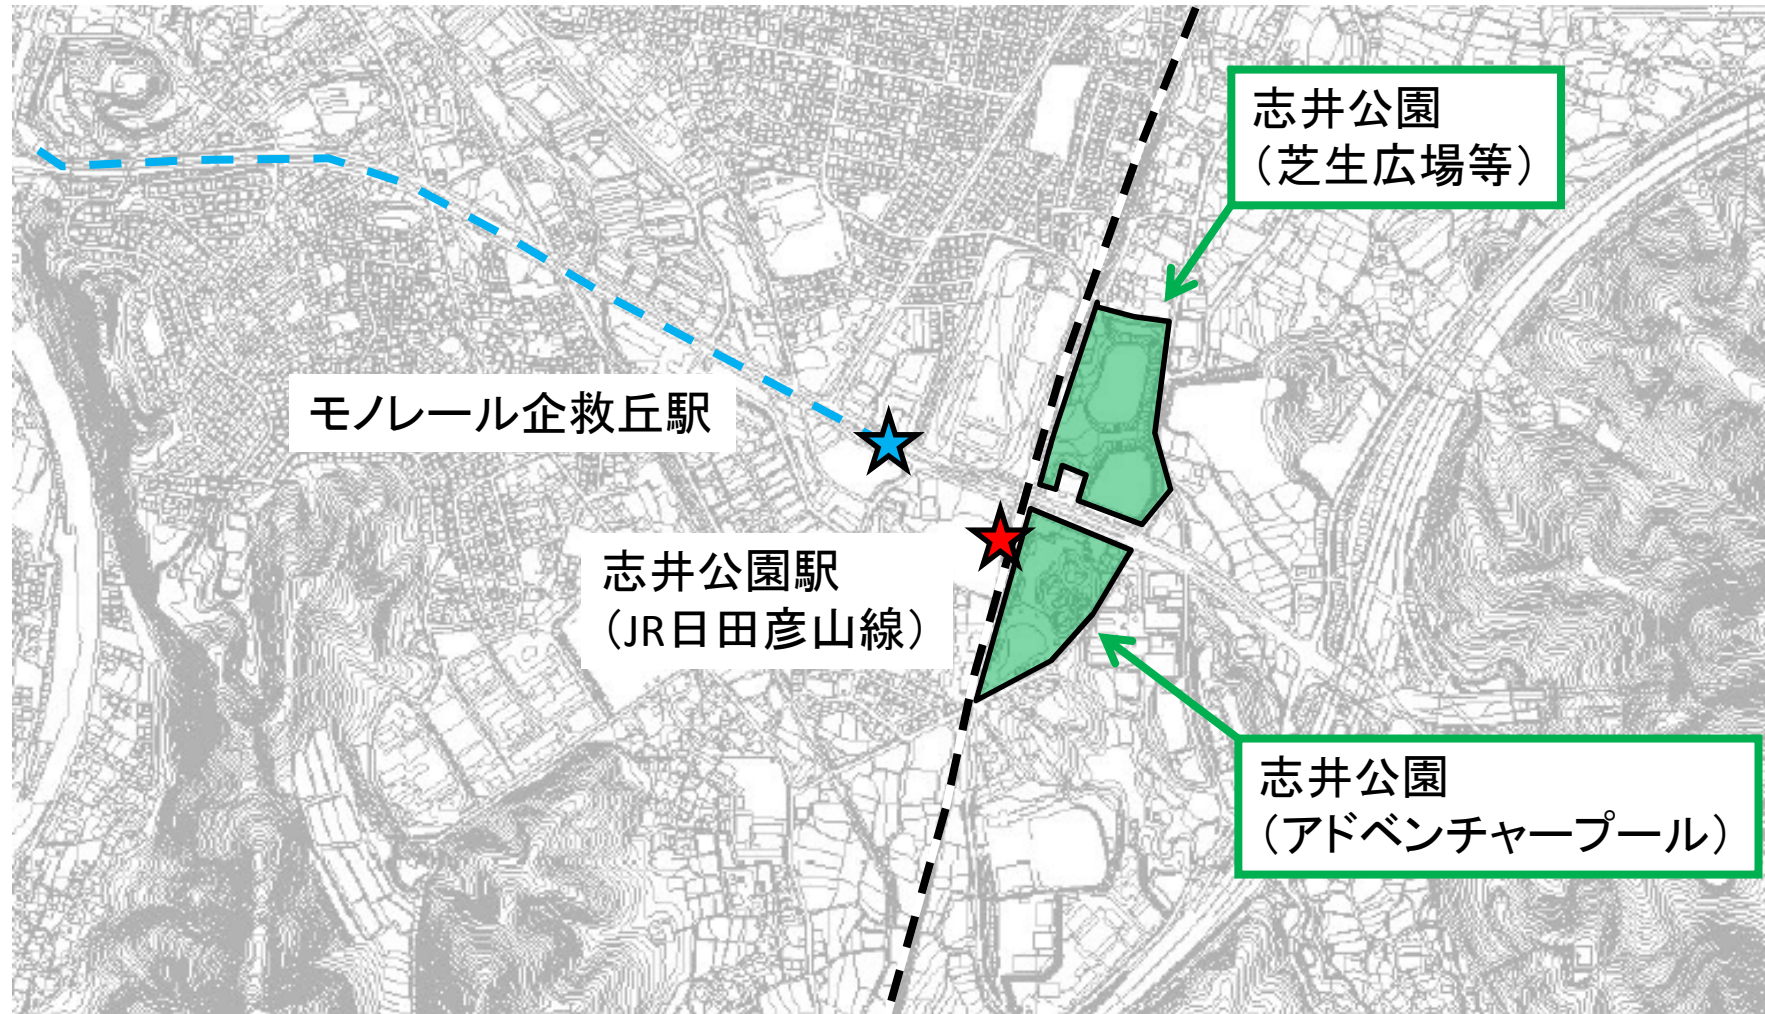 志井公園
（芝生広場等）
モノレール企救丘駅
志井公園駅
（JR日田彦山線）
志井公園
（アドベンチャープール）